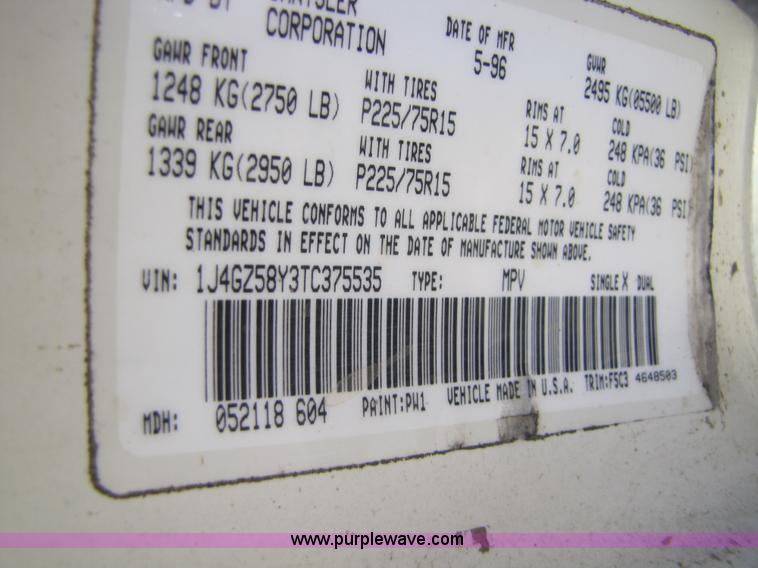 CORPORATION
DATE OF MFR
5-96
GVWR
2495 KG(05500 LB)
GAWR FRONT
1248 KG(2750 LB)
WITH TIRES
P225/75R15
RIMS AT
15 X 7.0
COLD
248 KPA(36 PSI)
GAWR REAR
1339 KG(2950 LB)
WITH TIRES
P225/75R15
RIMS AT
15 X 7.0
COLD
248 KPA(36 PSI)
THIS VEHICLE CONFORMS TO ALL APPLICABLE FEDERAL MOTOR VEHICLE SAFETY
STANDARDS IN EFFECT ON THE DATE OF MANUFACTURE SHOWN ABOVE.
VIN: 1J4GZ58Y3TC375535 TYPE: MPV SINGLE X DUAL
MDH: 052118 604 PAINT:PW1 VEHICLE MADE IN U.S.A. TRIM:F5C3 4648503
www.purplewave.com